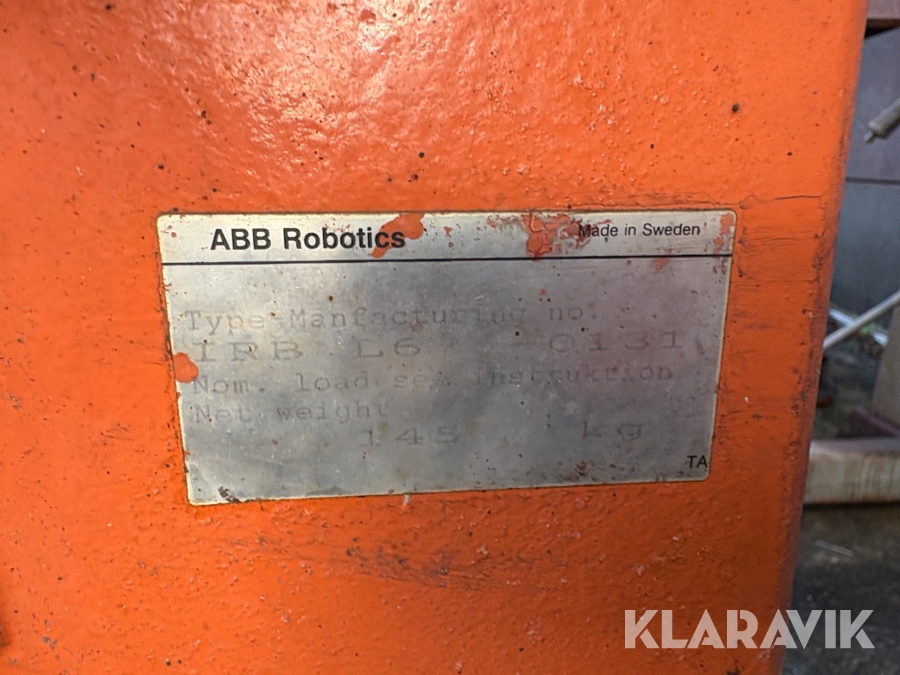 ABB Robotics Made in Sweden
Type-Manfacturing no.
IRB L6 -0131
Nom. load see instruktion
Net weight
145 kg
TA
KLARAVIK